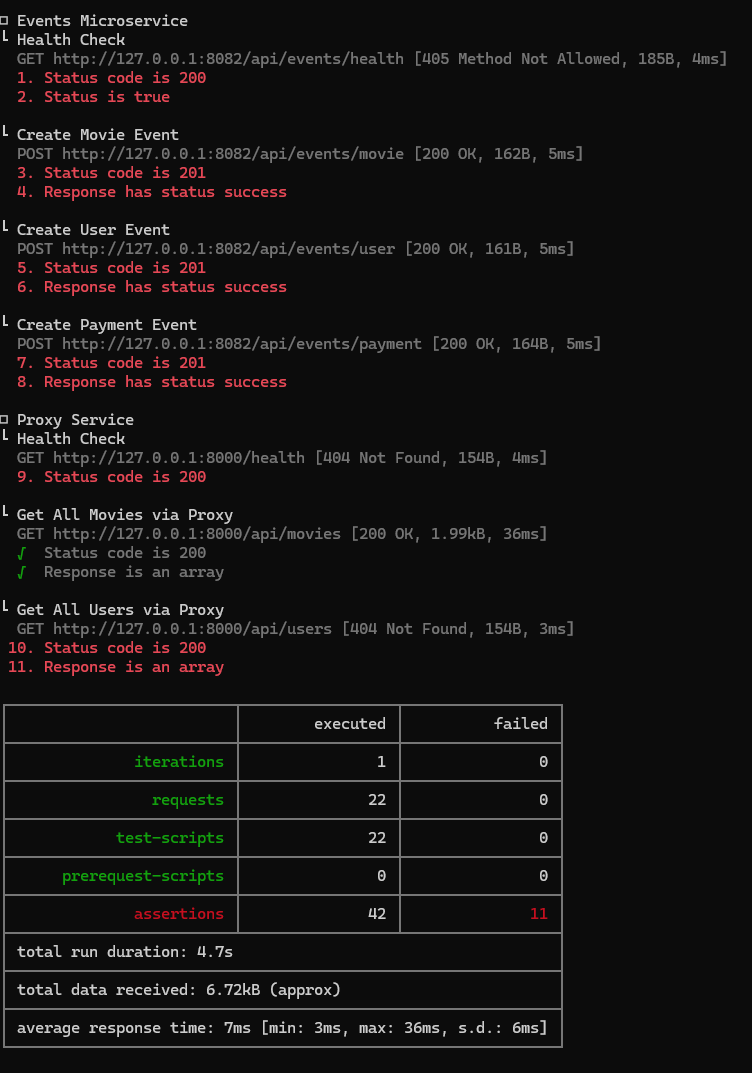 □ Events Microservice
└ Health Check
GET http://127.0.0.1:8082/api/events/health [405 Method Not Allowed, 185B, 4ms]
1. Status code is 200
2. Status is true
└ Create Movie Event
POST http://127.0.0.1:8082/api/events/movie [200 OK, 162B, 5ms]
3. Status code is 201
4. Response has status success
└ Create User Event
POST http://127.0.0.1:8082/api/events/user [200 OK, 161B, 5ms]
5. Status code is 201
6. Response has status success
└ Create Payment Event
POST http://127.0.0.1:8082/api/events/payment [200 OK, 164B, 5ms]
7. Status code is 201
8. Response has status success
□ Proxy Service
└ Health Check
GET http://127.0.0.1:8000/health [404 Not Found, 154B, 4ms]
9. Status code is 200
└ Get All Movies via Proxy
GET http://127.0.0.1:8000/api/movies [200 OK, 1.99kB, 36ms]
√ Status code is 200
√ Response is an array
└ Get All Users via Proxy
GET http://127.0.0.1:8000/api/users [404 Not Found, 154B, 3ms]
10. Status code is 200
11. Response is an array
executed failed
iterations 1 0
requests 22 0
test-scripts 22 0
prerequest-scripts 0 0
assertions 42 11
total run duration: 4.7s
total data received: 6.72kB (approx)
average response time: 7ms [min: 3ms, max: 36ms, s.d.: 6ms]